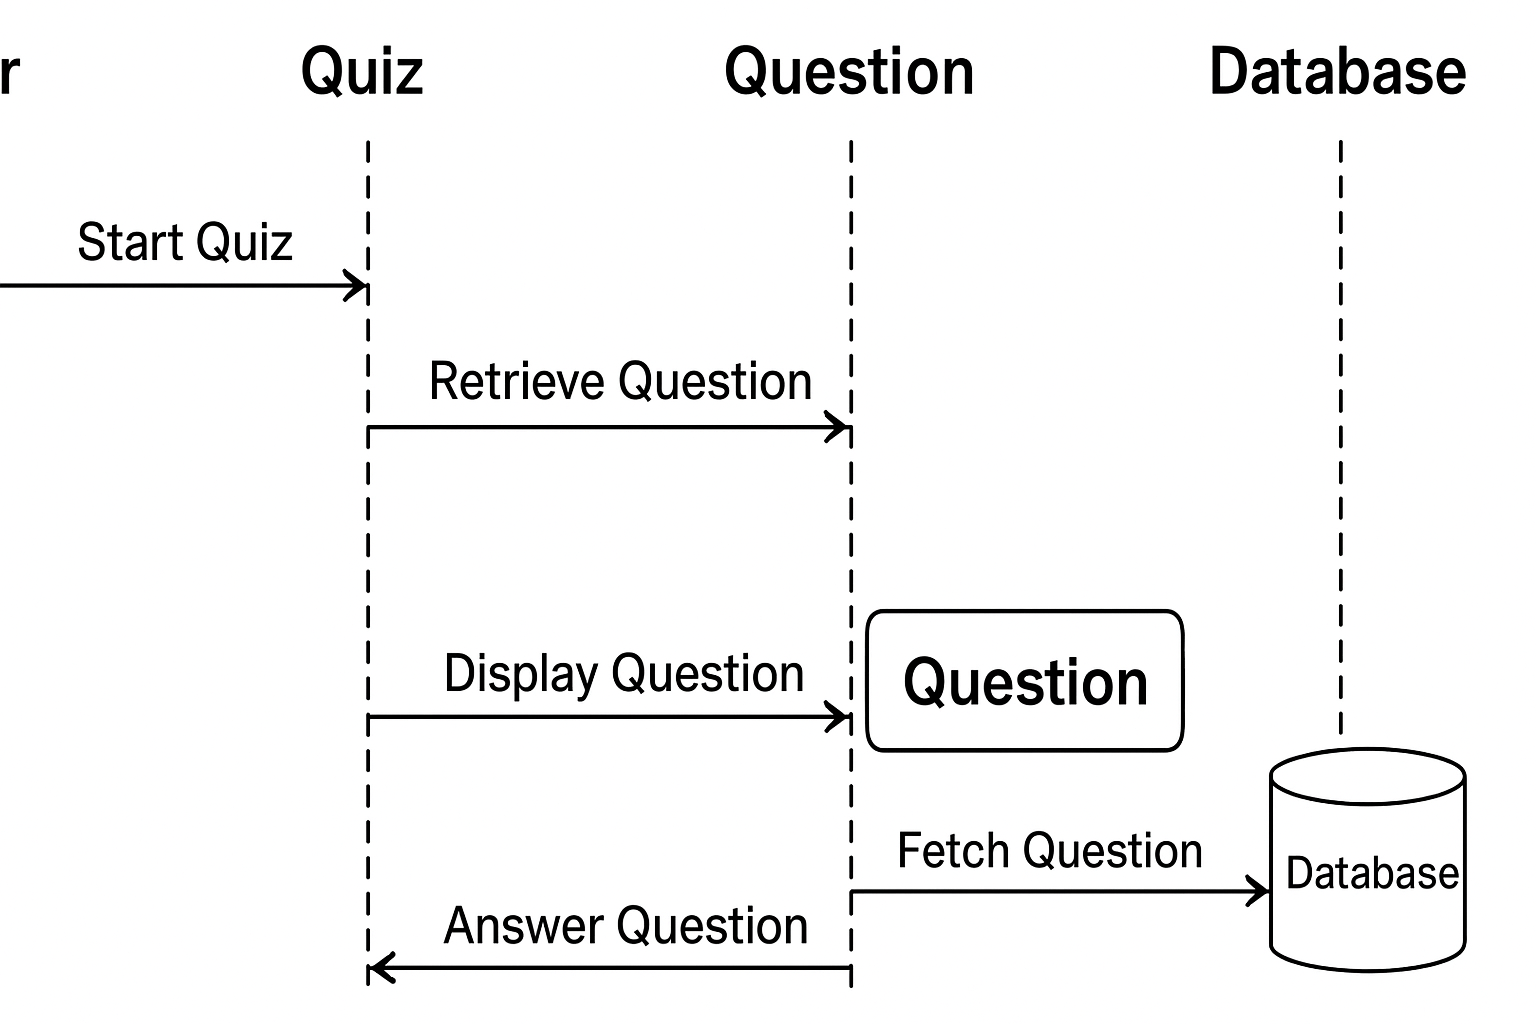 r Quiz Question Database
Start Quiz
Retrieve Question
Display Question
Question
Fetch Question
Database
Answer Question